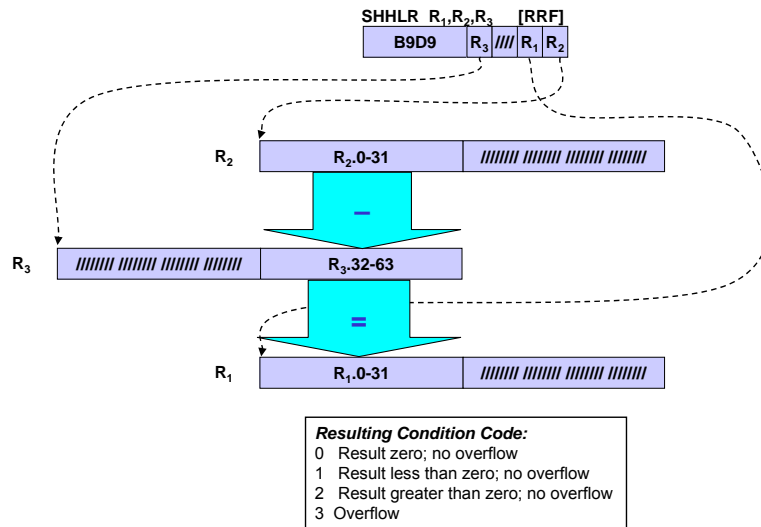 SHHLR R₁,R₂,R₃ [RRF]
B9D9 R₃ //// R₁ R₂
R₂ R₂.0-31 //////// //////// //////// ////////
–
R₃ //////// //////// //////// //////// R₃.32-63
=
R₁ R₁.0-31 //////// //////// //////// ////////
Resulting Condition Code:
0 Result zero; no overflow
1 Result less than zero; no overflow
2 Result greater than zero; no overflow
3 Overflow